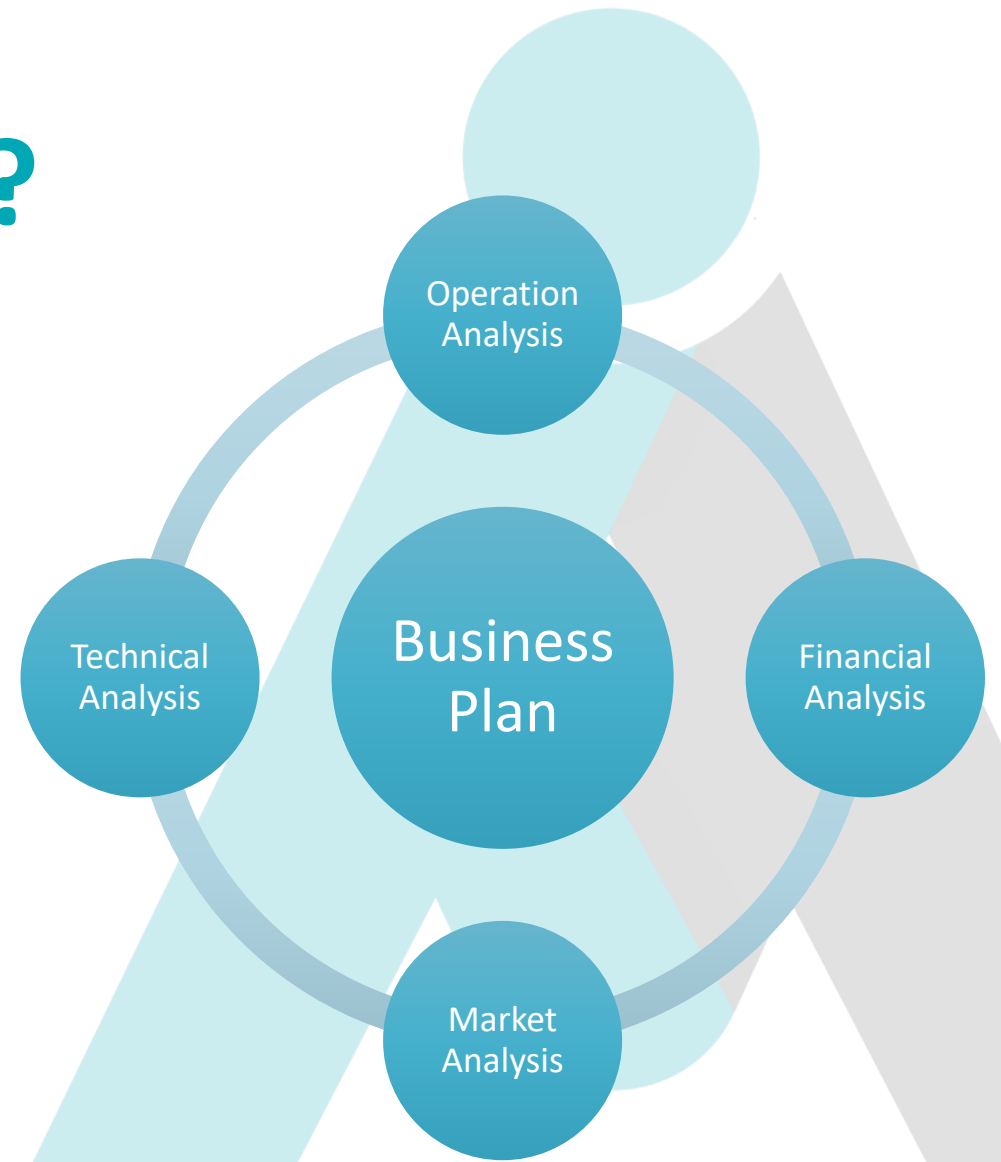 ?
Operation
Analysis
Technical
Analysis
Business
Plan
Financial
Analysis
Market
Analysis